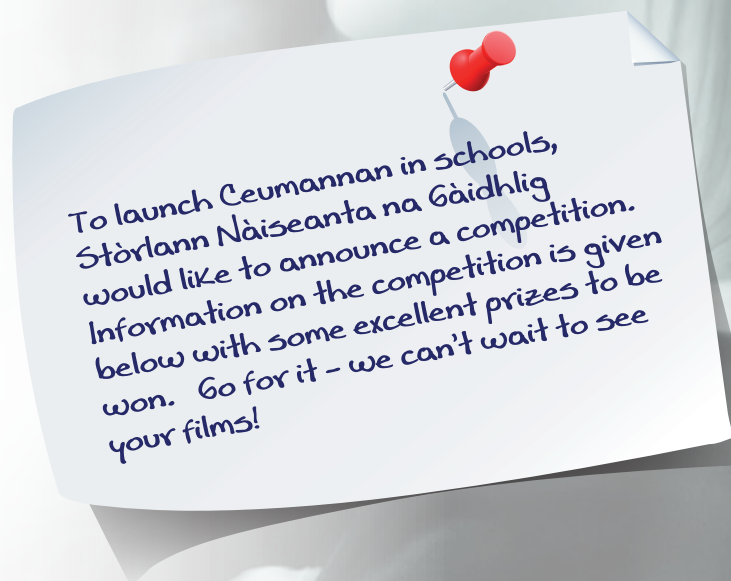 To launch Ceumannan in schools,
Stòrlann Nàiseanta na Gàidhlig
would like to announce a competition.
Information on the competition is given
below with some excellent prizes to be
won.  Go for it – we can't wait to see
your films!